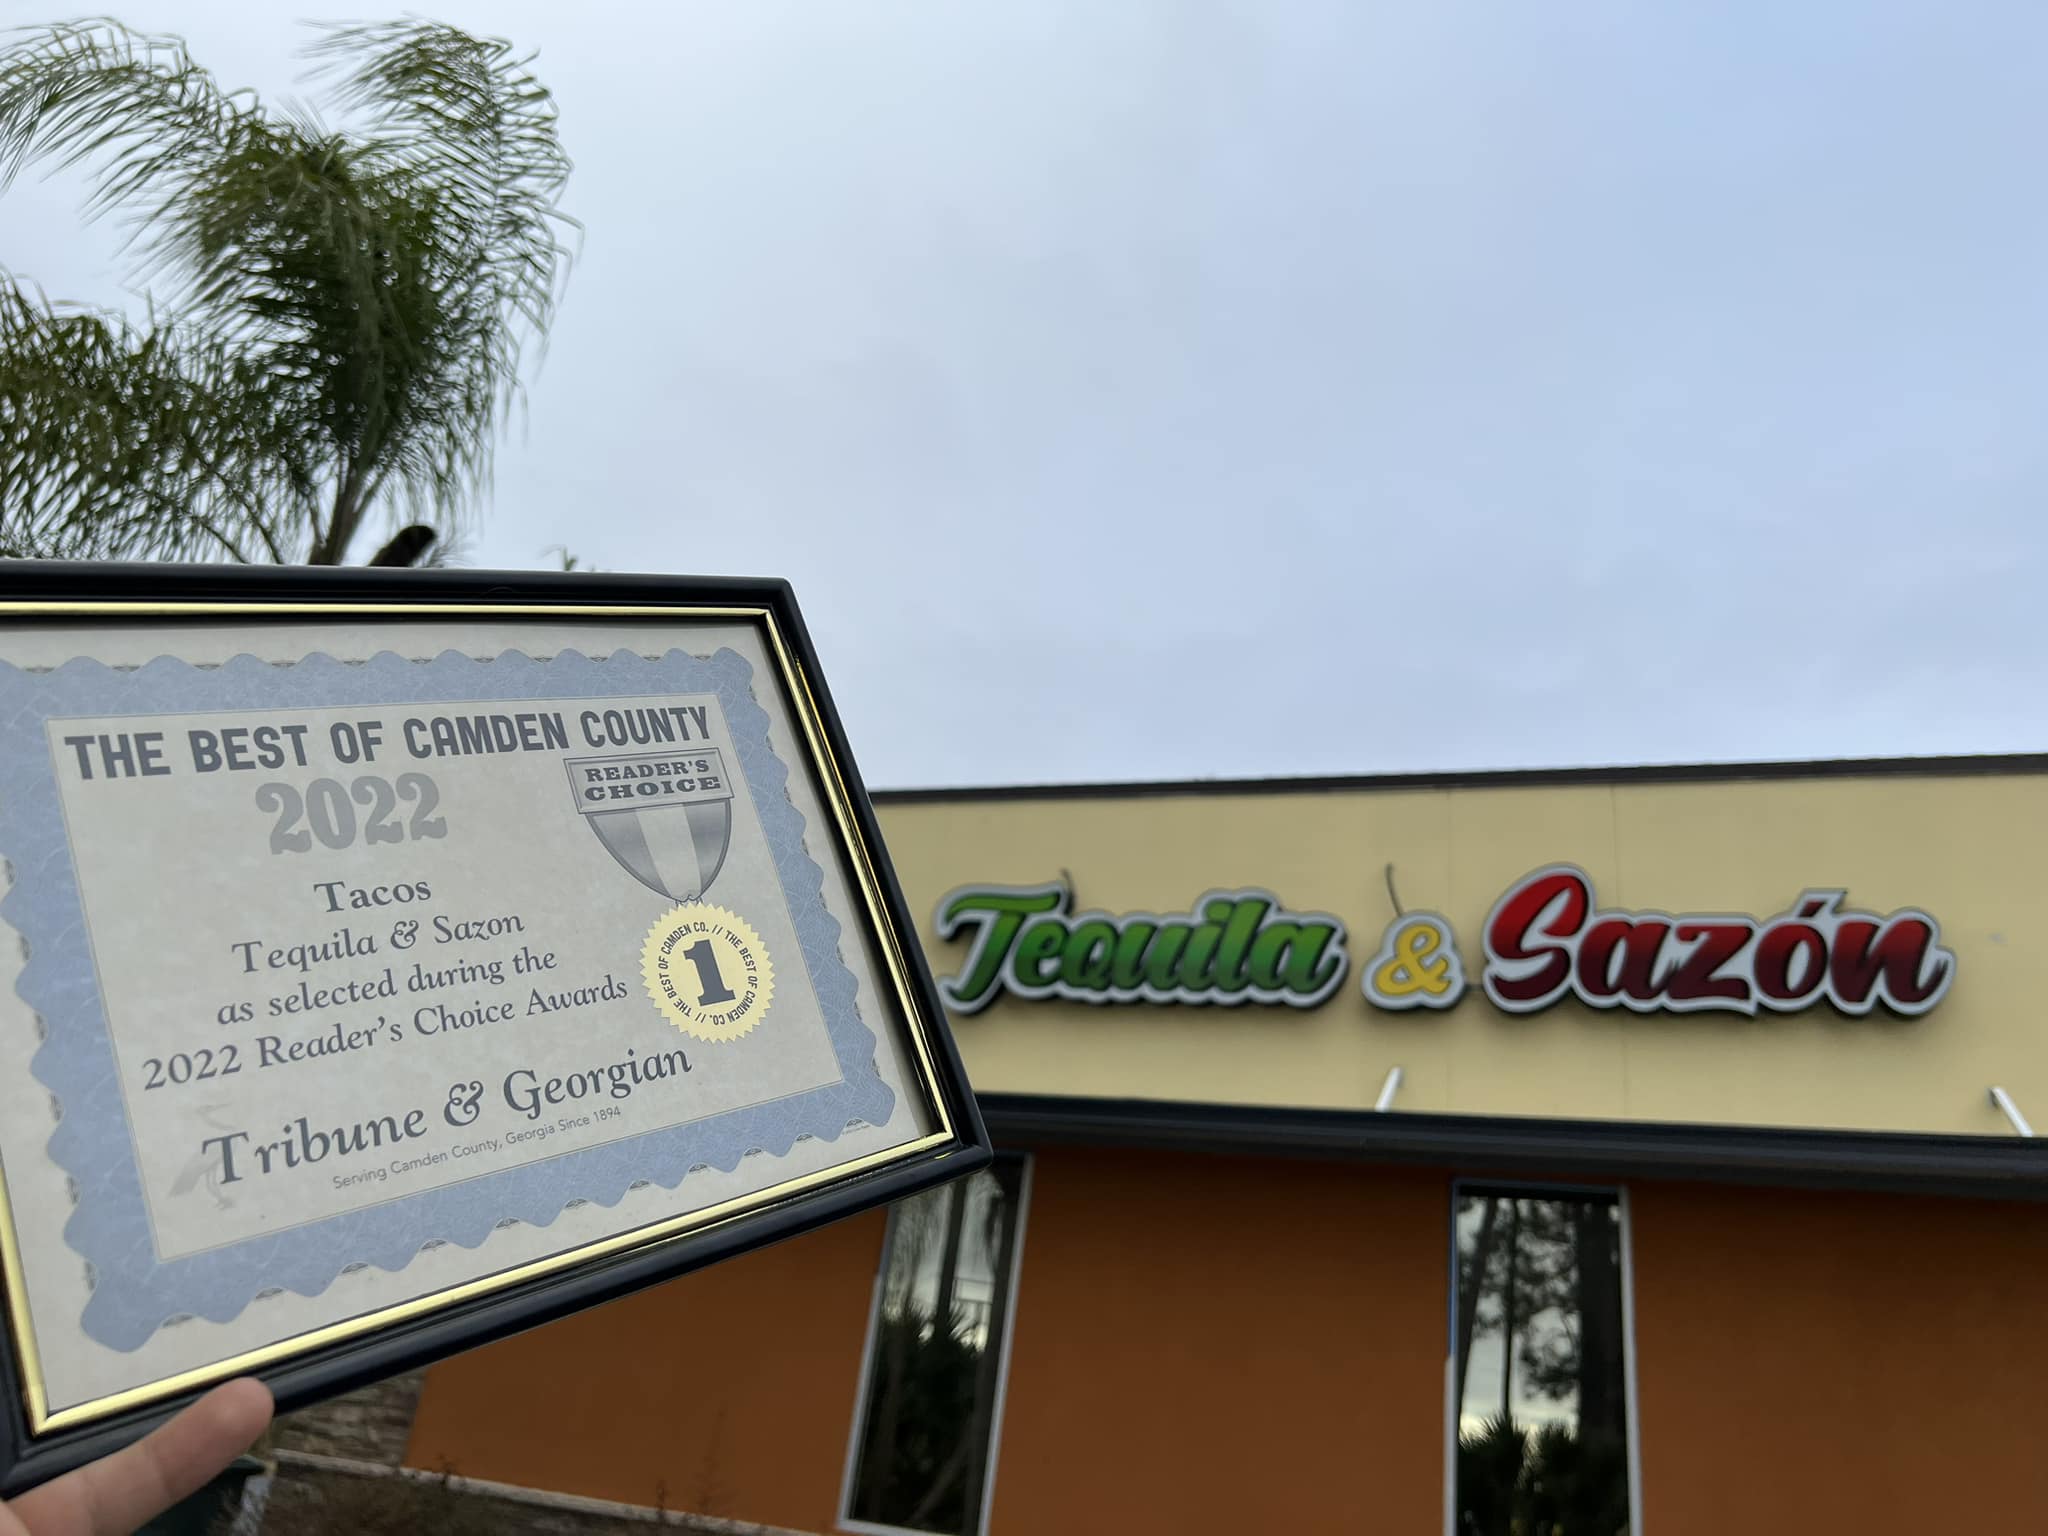 THE BEST OF CAMDEN COUNTY
2022
READER'S
CHOICE
Tacos
Tequila & Sazon
as selected during the
2022 Reader's Choice Awards
THE BEST OF CAMDEN CO. // THE BEST OF CAMDEN CO. //
1
Tribune & Georgian
Serving Camden County, Georgia Since 1894
Tequila & Sazón